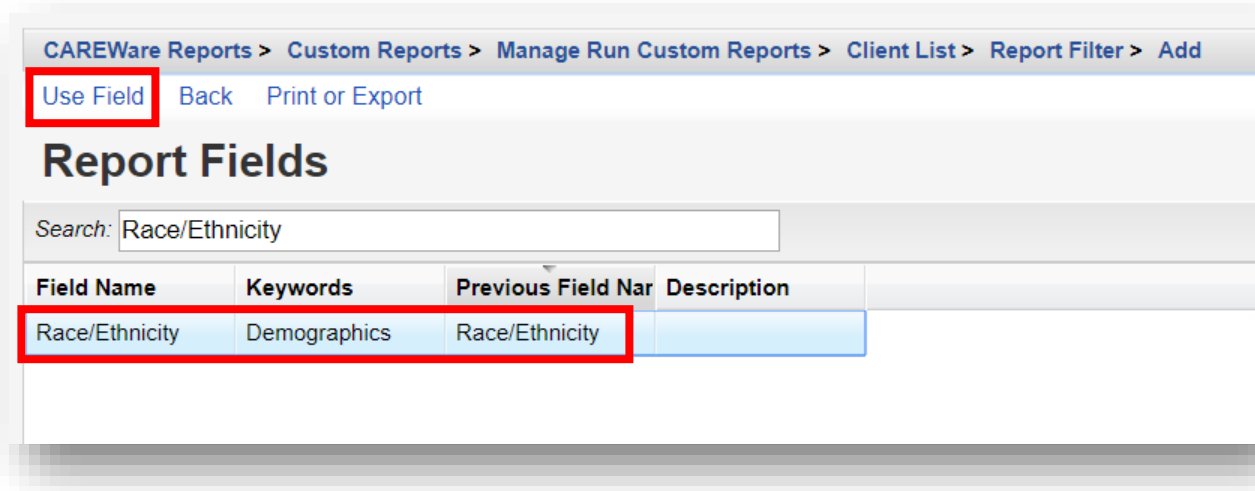 CAREWare Reports > Custom Reports > Manage Run Custom Reports > Client List > Report Filter > Add
Use Field Back Print or Export
Report Fields
Search: Race/Ethnicity
Field Name Keywords Previous Field Nar Description
Race/Ethnicity Demographics Race/Ethnicity